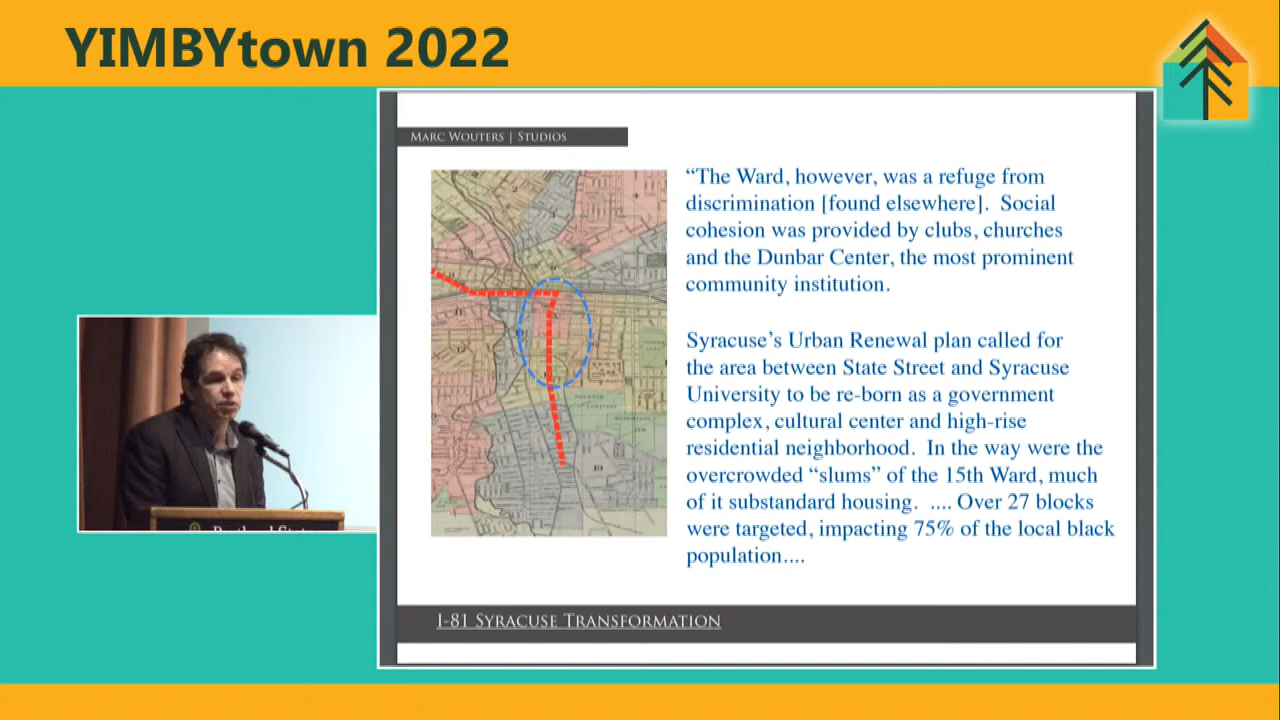 YIMBYtown 2022
Marc Wouters | Studios
“The Ward, however, was a refuge from
discrimination [found elsewhere]. Social
cohesion was provided by clubs, churches
and the Dunbar Center, the most prominent
community institution.
Syracuse’s Urban Renewal plan called for
the area between State Street and Syracuse
University to be re-born as a government
complex, cultural center and high-rise
residential neighborhood. In the way were the
overcrowded “slums” of the 15th Ward, much
of it substandard housing. .... Over 27 blocks
were targeted, impacting 75% of the local black
population....
I-81 Syracuse Transformation